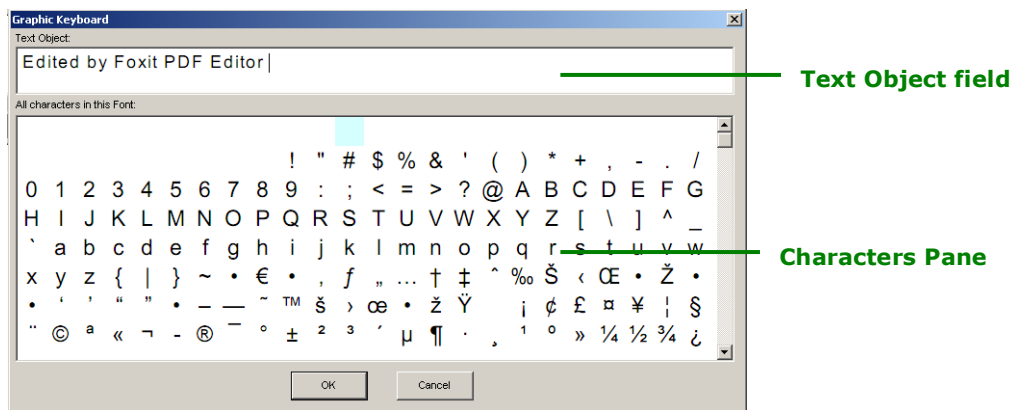 Graphic Keyboard
Text Object:
Edited by Foxit PDF Editor
Text Object field
All characters in this Font:
! " # $ % & ' ( ) * + , - . /
0 1 2 3 4 5 6 7 8 9 : ; < = > ? @ A B C D E F G
H I J K L M N O P Q R S T U V W X Y Z [ \ ] ^ _
` a b c d e f g h i j k l m n o p q r s t u v w
Characters Pane
x y z { | } ~ • € • ‚ ƒ „ … † ‡ ˆ ‰ Š ‹ Œ • Ž •
• ‘ ’ “ ” • – — ˜ ™ š › œ • ž Ÿ ¡ ¢ £ ¤ ¥ ¦ §
¨ © ª « ¬ - ® ¯ ° ± ² ³ ´ µ ¶ · ¸ ¹ º » ¼ ½ ¾ ¿
OK Cancel